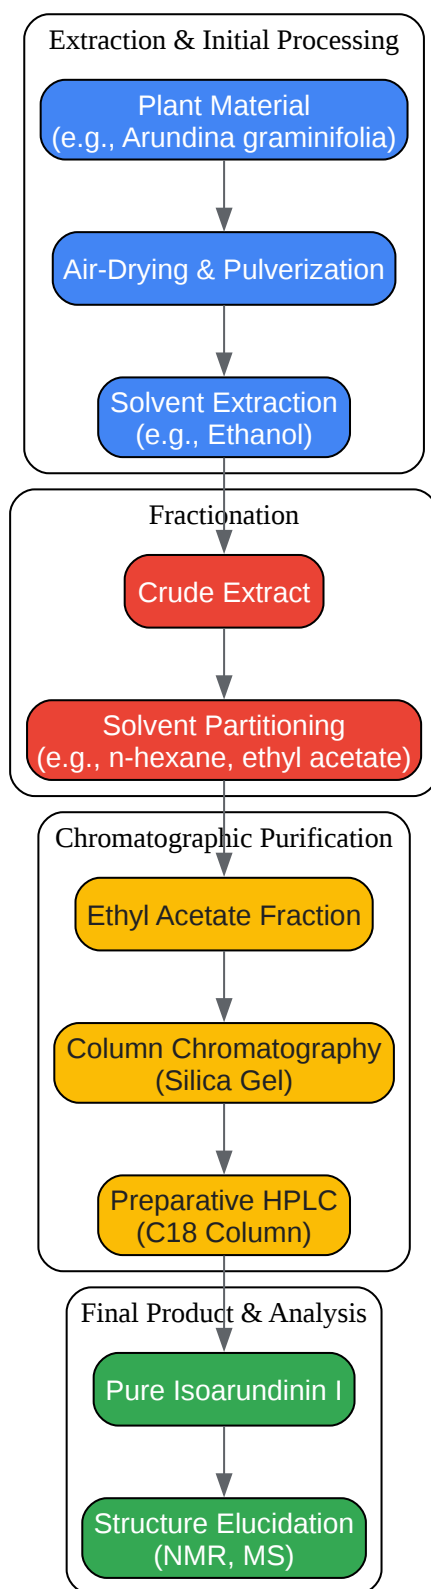 Extraction & Initial Processing
Plant Material
(e.g., Arundina graminifolia)
Air-Drying & Pulverization
Solvent Extraction
(e.g., Ethanol)
Fractionation
Crude Extract
Solvent Partitioning
(e.g., n-hexane, ethyl acetate)
Chromatographic Purification
Ethyl Acetate Fraction
Column Chromatography
(Silica Gel)
Preparative HPLC
(C18 Column)
Final Product & Analysis
Pure Isoarundinin I
Structure Elucidation
(NMR, MS)